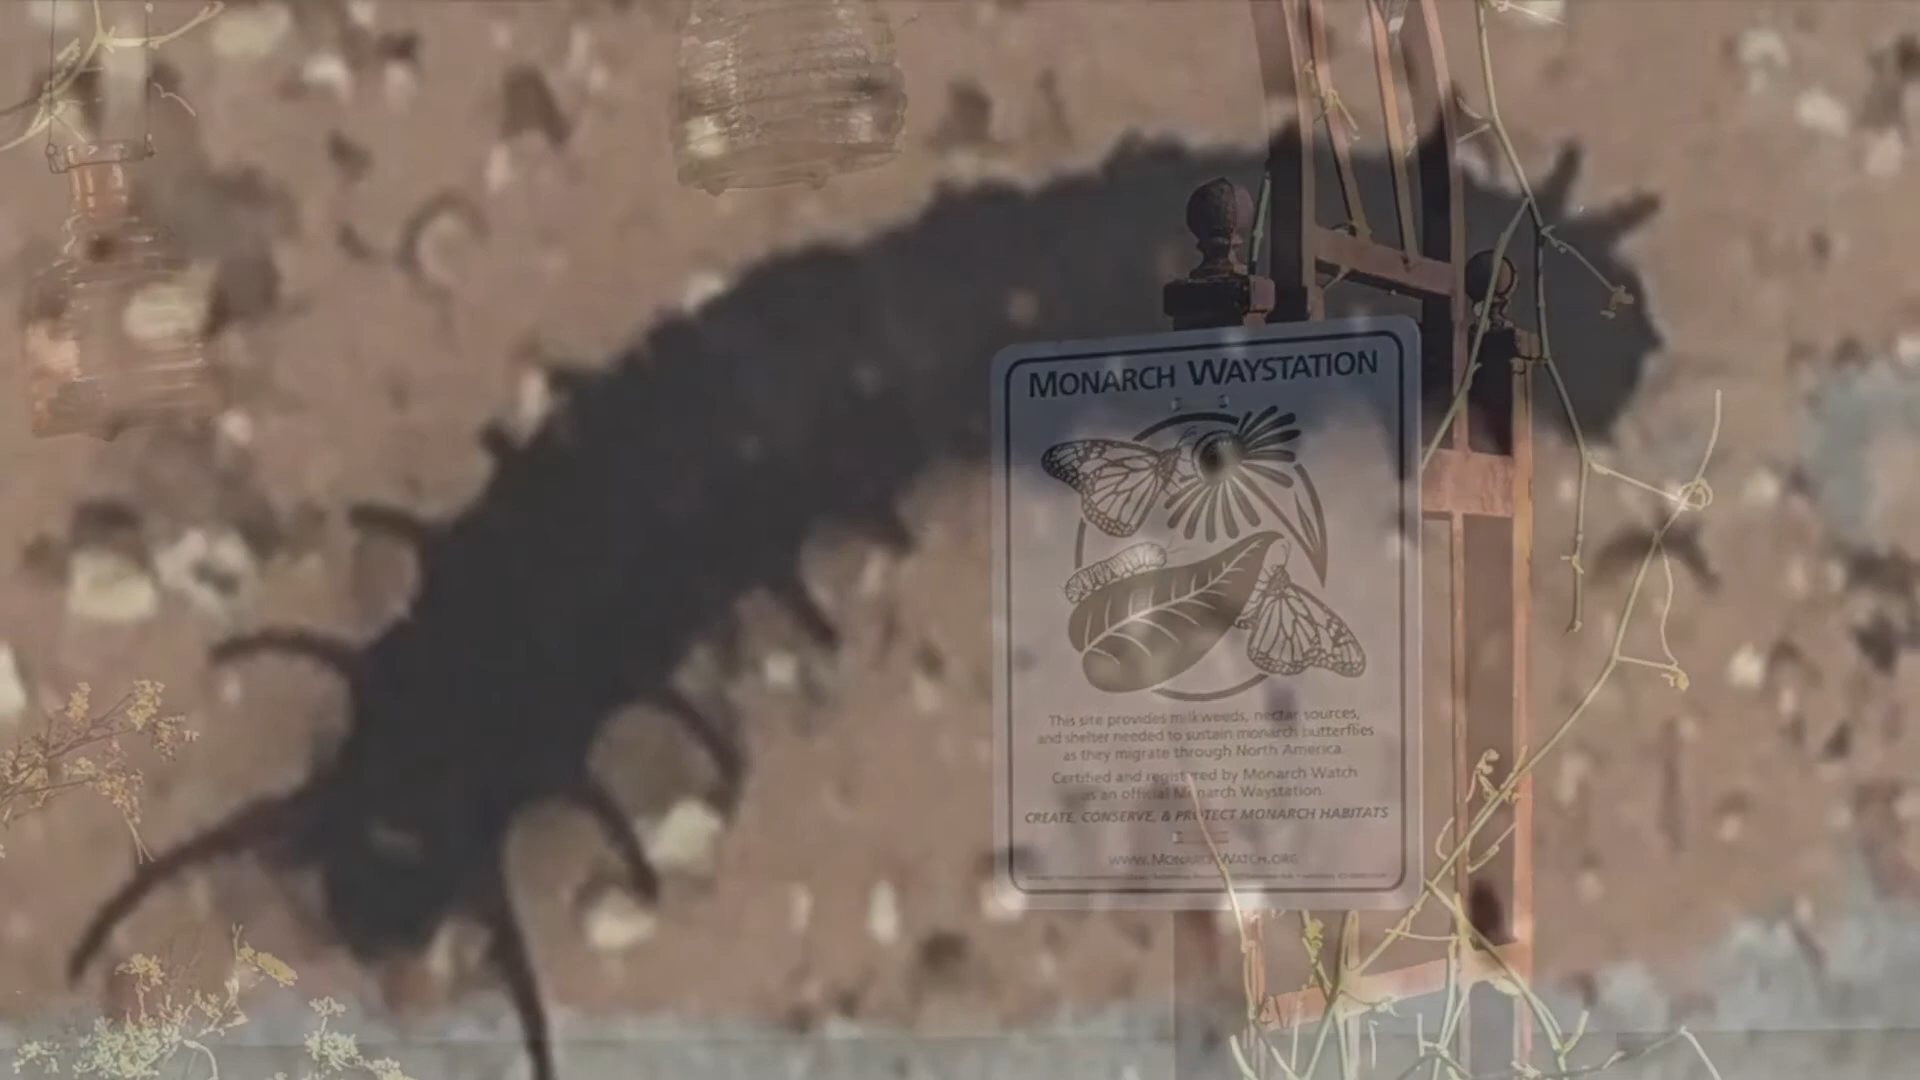 MONARCH WAYSTATION
This site provides milkweeds, nectar sources,
and shelter needed to sustain monarch butterflies
as they migrate through North America.
Certified and registered by Monarch Watch
as an official Monarch Waystation.
CREATE, CONSERVE, & PROTECT MONARCH HABITATS
WWW.MONARCHWATCH.ORG